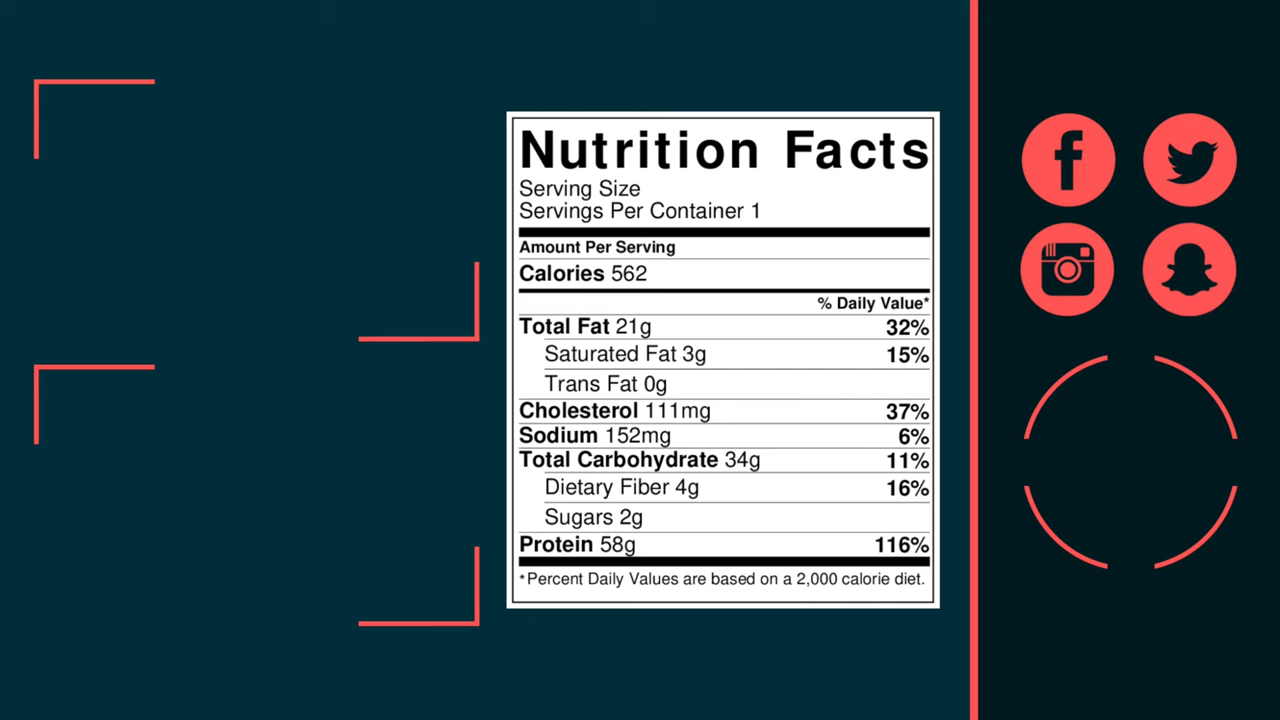 Nutrition Facts
Serving Size
Servings Per Container 1
Amount Per Serving
Calories 562
% Daily Value*
Total Fat 21g 32%
Saturated Fat 3g 15%
Trans Fat 0g
Cholesterol 111mg 37%
Sodium 152mg 6%
Total Carbohydrate 34g 11%
Dietary Fiber 4g 16%
Sugars 2g
Protein 58g 116%
*Percent Daily Values are based on a 2,000 calorie diet.